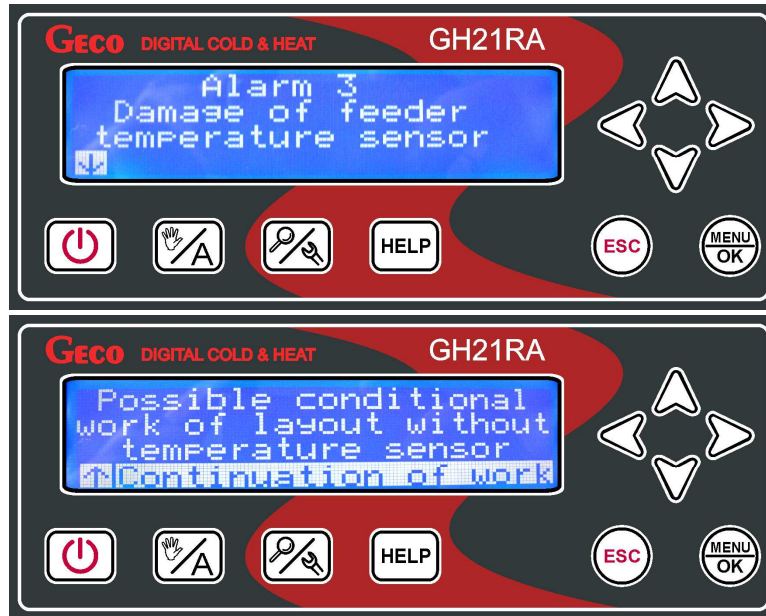 GECO DIGITAL COLD & HEAT GH21RA
Alarm 3
Damage of feeder
temperature sensor
A
HELP
ESC
MENU
OK
GECO DIGITAL COLD & HEAT GH21RA
Possible conditional
work of layout without
temperature sensor
Continuation of work
A
HELP
ESC
MENU
OK